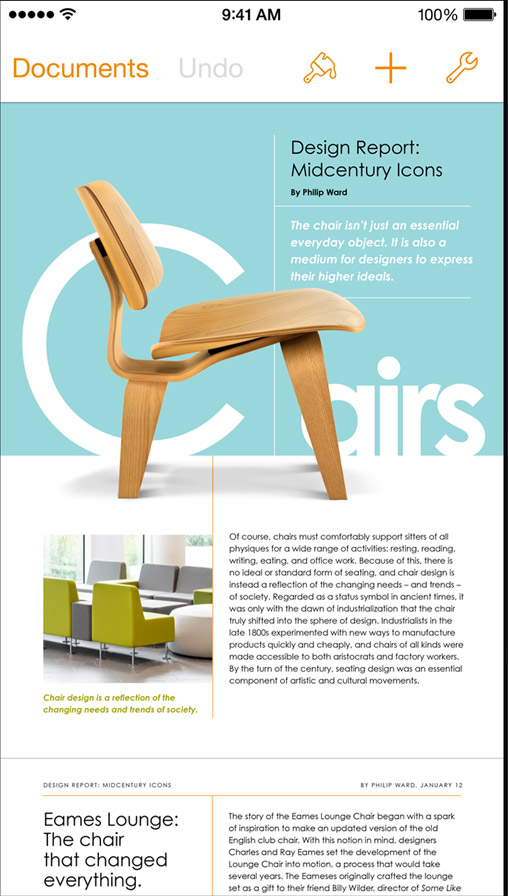 9:41 AM
100%
Documents
Undo
Design Report:
Midcentury Icons
By Philip Ward
The chair isn't just an essential
everyday object. It is also a
medium for designers to express
their higher ideals.
C airs
Of course, chairs must comfortably support sitters of all
physiques for a wide range of activities: resting, reading,
writing, eating, and office work. Because of this, there is
no ideal or standard form of seating, and chair design is
instead a reflection of the changing needs – and trends –
of society. Regarded as a status symbol in ancient times, it
was only with the dawn of industrialization that the chair
truly shifted into the sphere of design. Industrialists in the
late 1800s experimented with new ways to manufacture
products quickly and cheaply, and chairs of all kinds were
made accessible to both aristocrats and factory workers.
By the turn of the century, seating design was an essential
component of artistic and cultural movements.
Chair design is a reflection of the
changing needs and trends of society.
DESIGN REPORT: MIDCENTURY ICONS
BY PHILIP WARD, JANUARY 12
Eames Lounge:
The chair
that changed
everything.
The story of the Eames Lounge Chair began with a spark
of inspiration to make an updated version of the old
English club chair. With this notion in mind, designers
Charles and Ray Eames set the development of the
Lounge Chair into motion, a process that would take
several years. The Eameses originally crafted the lounge
set as a gift to their friend Billy Wilder, director of Some Like